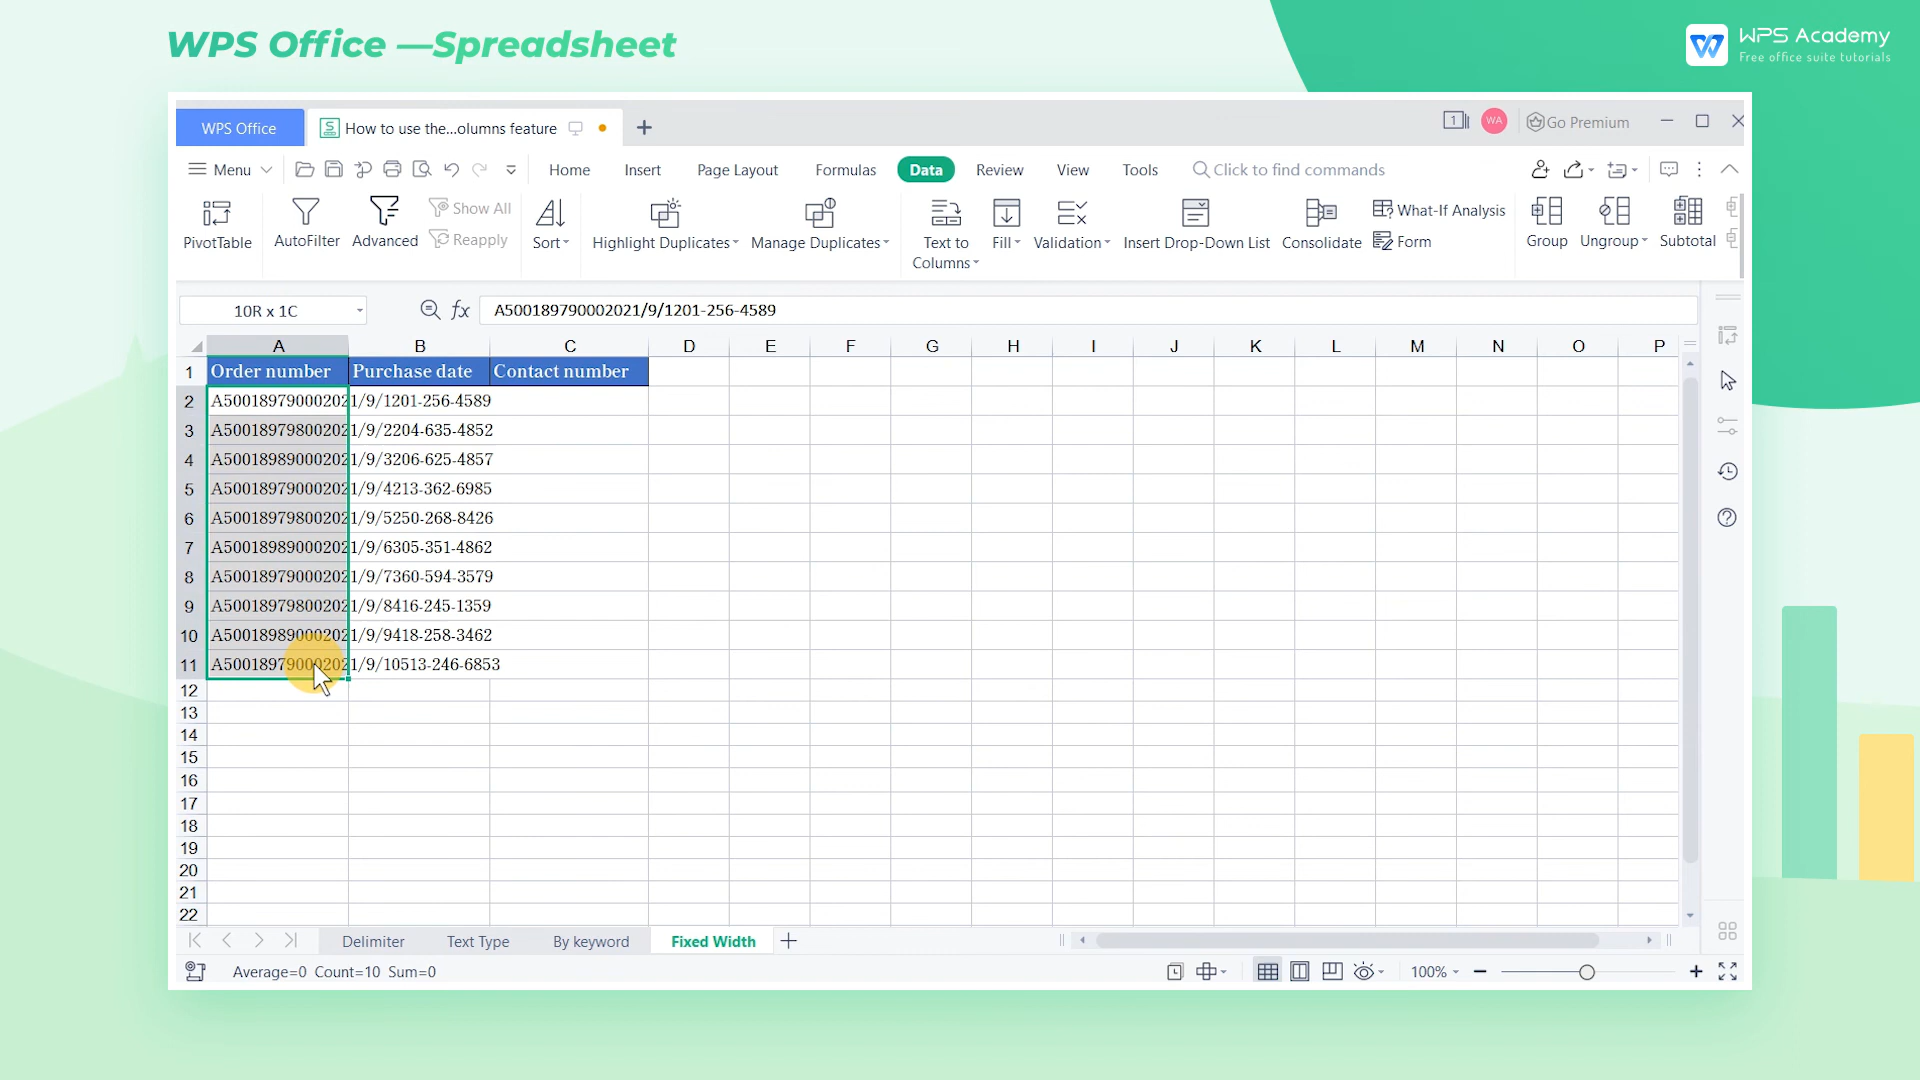 WPS Office —Spreadsheet
WPS Academy
Free office suite tutorials
WPS Office
How to use the...olumns feature
1
WA
Go Premium
Menu
Home
Insert
Page Layout
Formulas
Data
Review
View
Tools
Click to find commands
PivotTable
AutoFilter
Advanced
Show All
Reapply
Sort
Highlight Duplicates
Manage Duplicates
Text to
Columns
Fill
Validation
Insert Drop-Down List
Consolidate
What-If Analysis
Form
Group
Ungroup
Subtotal
10R x 1C
fx
A500189790002021/9/1201-256-4589
A B C D E F G H I J K L M N O P
1 Order number Purchase date Contact number
2 A500189790002021/9/1201-256-4589
3 A500189798002021/9/2204-635-4852
4 A500189890002021/9/3206-625-4857
5 A500189790002021/9/4213-362-6985
6 A500189798002021/9/5250-268-8426
7 A500189890002021/9/6305-351-4862
8 A500189790002021/9/7360-594-3579
9 A500189798002021/9/8416-245-1359
10 A500189890002021/9/9418-258-3462
11 A500189790002021/9/10513-246-6853
12
13
14
15
16
17
18
19
20
21
22
Delimiter
Text Type
By keyword
Fixed Width
Average=0 Count=10 Sum=0
100%